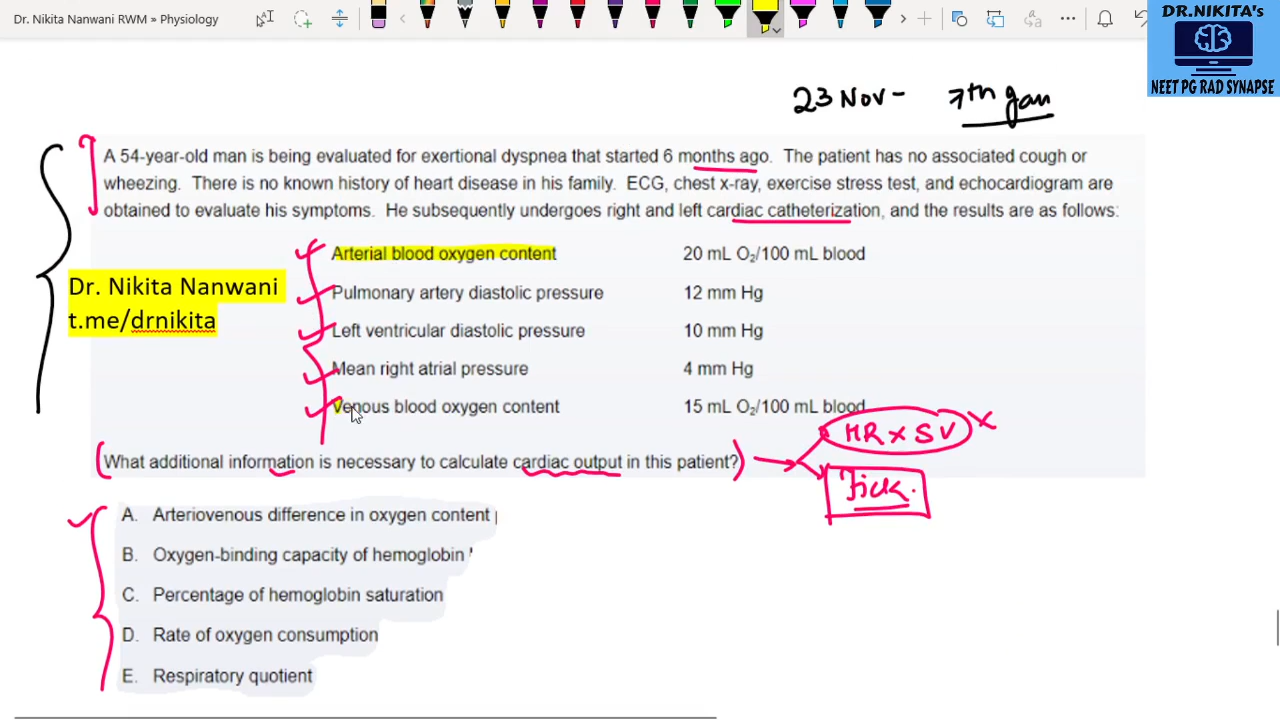 Dr. Nikita Nanwani RWM » Physiology
DR.NIKITA's
NEET PG RAD SYNAPSE
23 Nov - 7th Jan
A 54-year-old man is being evaluated for exertional dyspnea that started 6 months ago. The patient has no associated cough or
wheezing. There is no known history of heart disease in his family. ECG, chest x-ray, exercise stress test, and echocardiogram are
obtained to evaluate his symptoms. He subsequently undergoes right and left cardiac catheterization, and the results are as follows:
Arterial blood oxygen content 20 mL O₂/100 mL blood
Dr. Nikita Nanwani
t.me/drnikita
Pulmonary artery diastolic pressure 12 mm Hg
Left ventricular diastolic pressure 10 mm Hg
Mean right atrial pressure 4 mm Hg
Venous blood oxygen content 15 mL O₂/100 mL blood
HR x SV x
What additional information is necessary to calculate cardiac output in this patient?
Fick.
A. Arteriovenous difference in oxygen content
B. Oxygen-binding capacity of hemoglobin
C. Percentage of hemoglobin saturation
D. Rate of oxygen consumption
E. Respiratory quotient